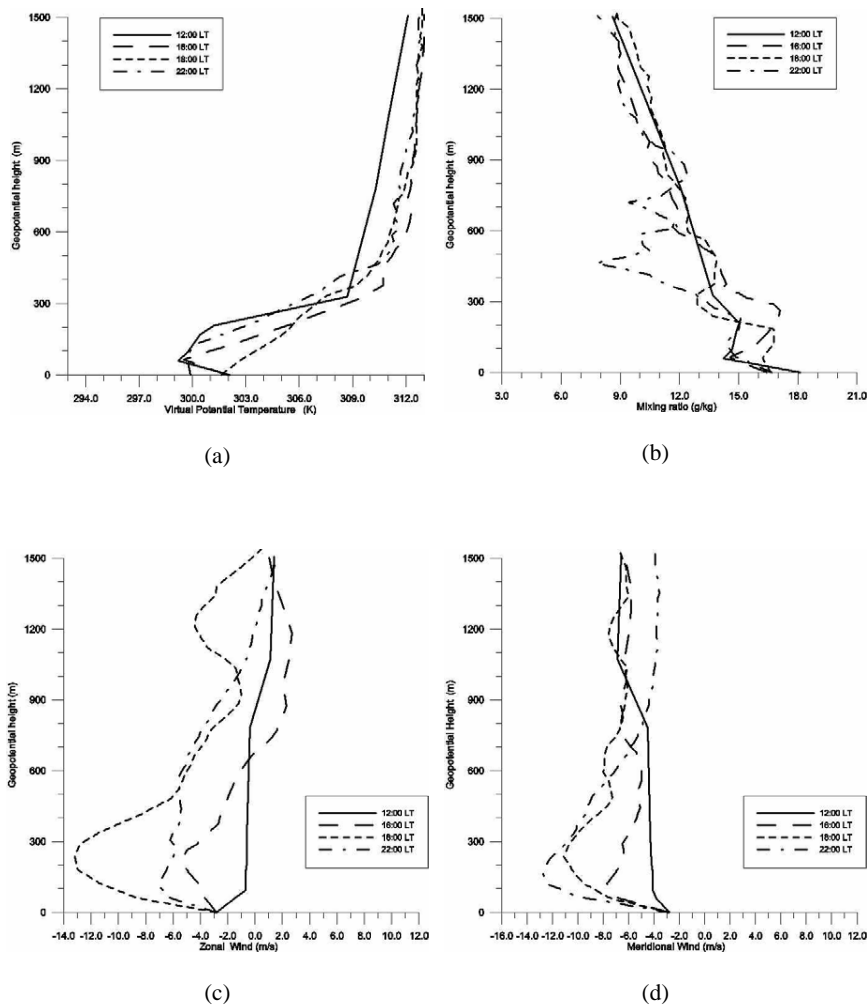 1500
1200
900
600
300
0
Geopotential height (m)
12:00 LT
16:00 LT
18:00 LT
22:00 LT
294.0 297.0 300.0 303.0 306.0 309.0 312.0
Virtual Potential Temperature (K)
(a)
1500
1200
900
600
300
0
Geopotential height (m)
12:00 LT
16:00 LT
18:00 LT
22:00 LT
3.0 6.0 9.0 12.0 15.0 18.0 21.0
Mixing ratio (g/kg)
(b)
1500
1200
900
600
300
0
Geopotential height (m)
12:00 LT
16:00 LT
18:00 LT
22:00 LT
-14.0 -12.0 -10.0 -8.0 -6.0 -4.0 -2.0 0.0 2.0 4.0 6.0 8.0 10.0 12.0
Zonal Wind (m/s)
(c)
1500
1200
900
600
300
0
Geopotential Height (m)
12:00 LT
16:00 LT
18:00 LT
22:00 LT
-16.0 -14.0 -12.0 -10.0 -8.0 -6.0 -4.0 -2.0 0.0 2.0 4.0 6.0 8.0 10.0 12.0
Meridional Wind (m/s)
(d)